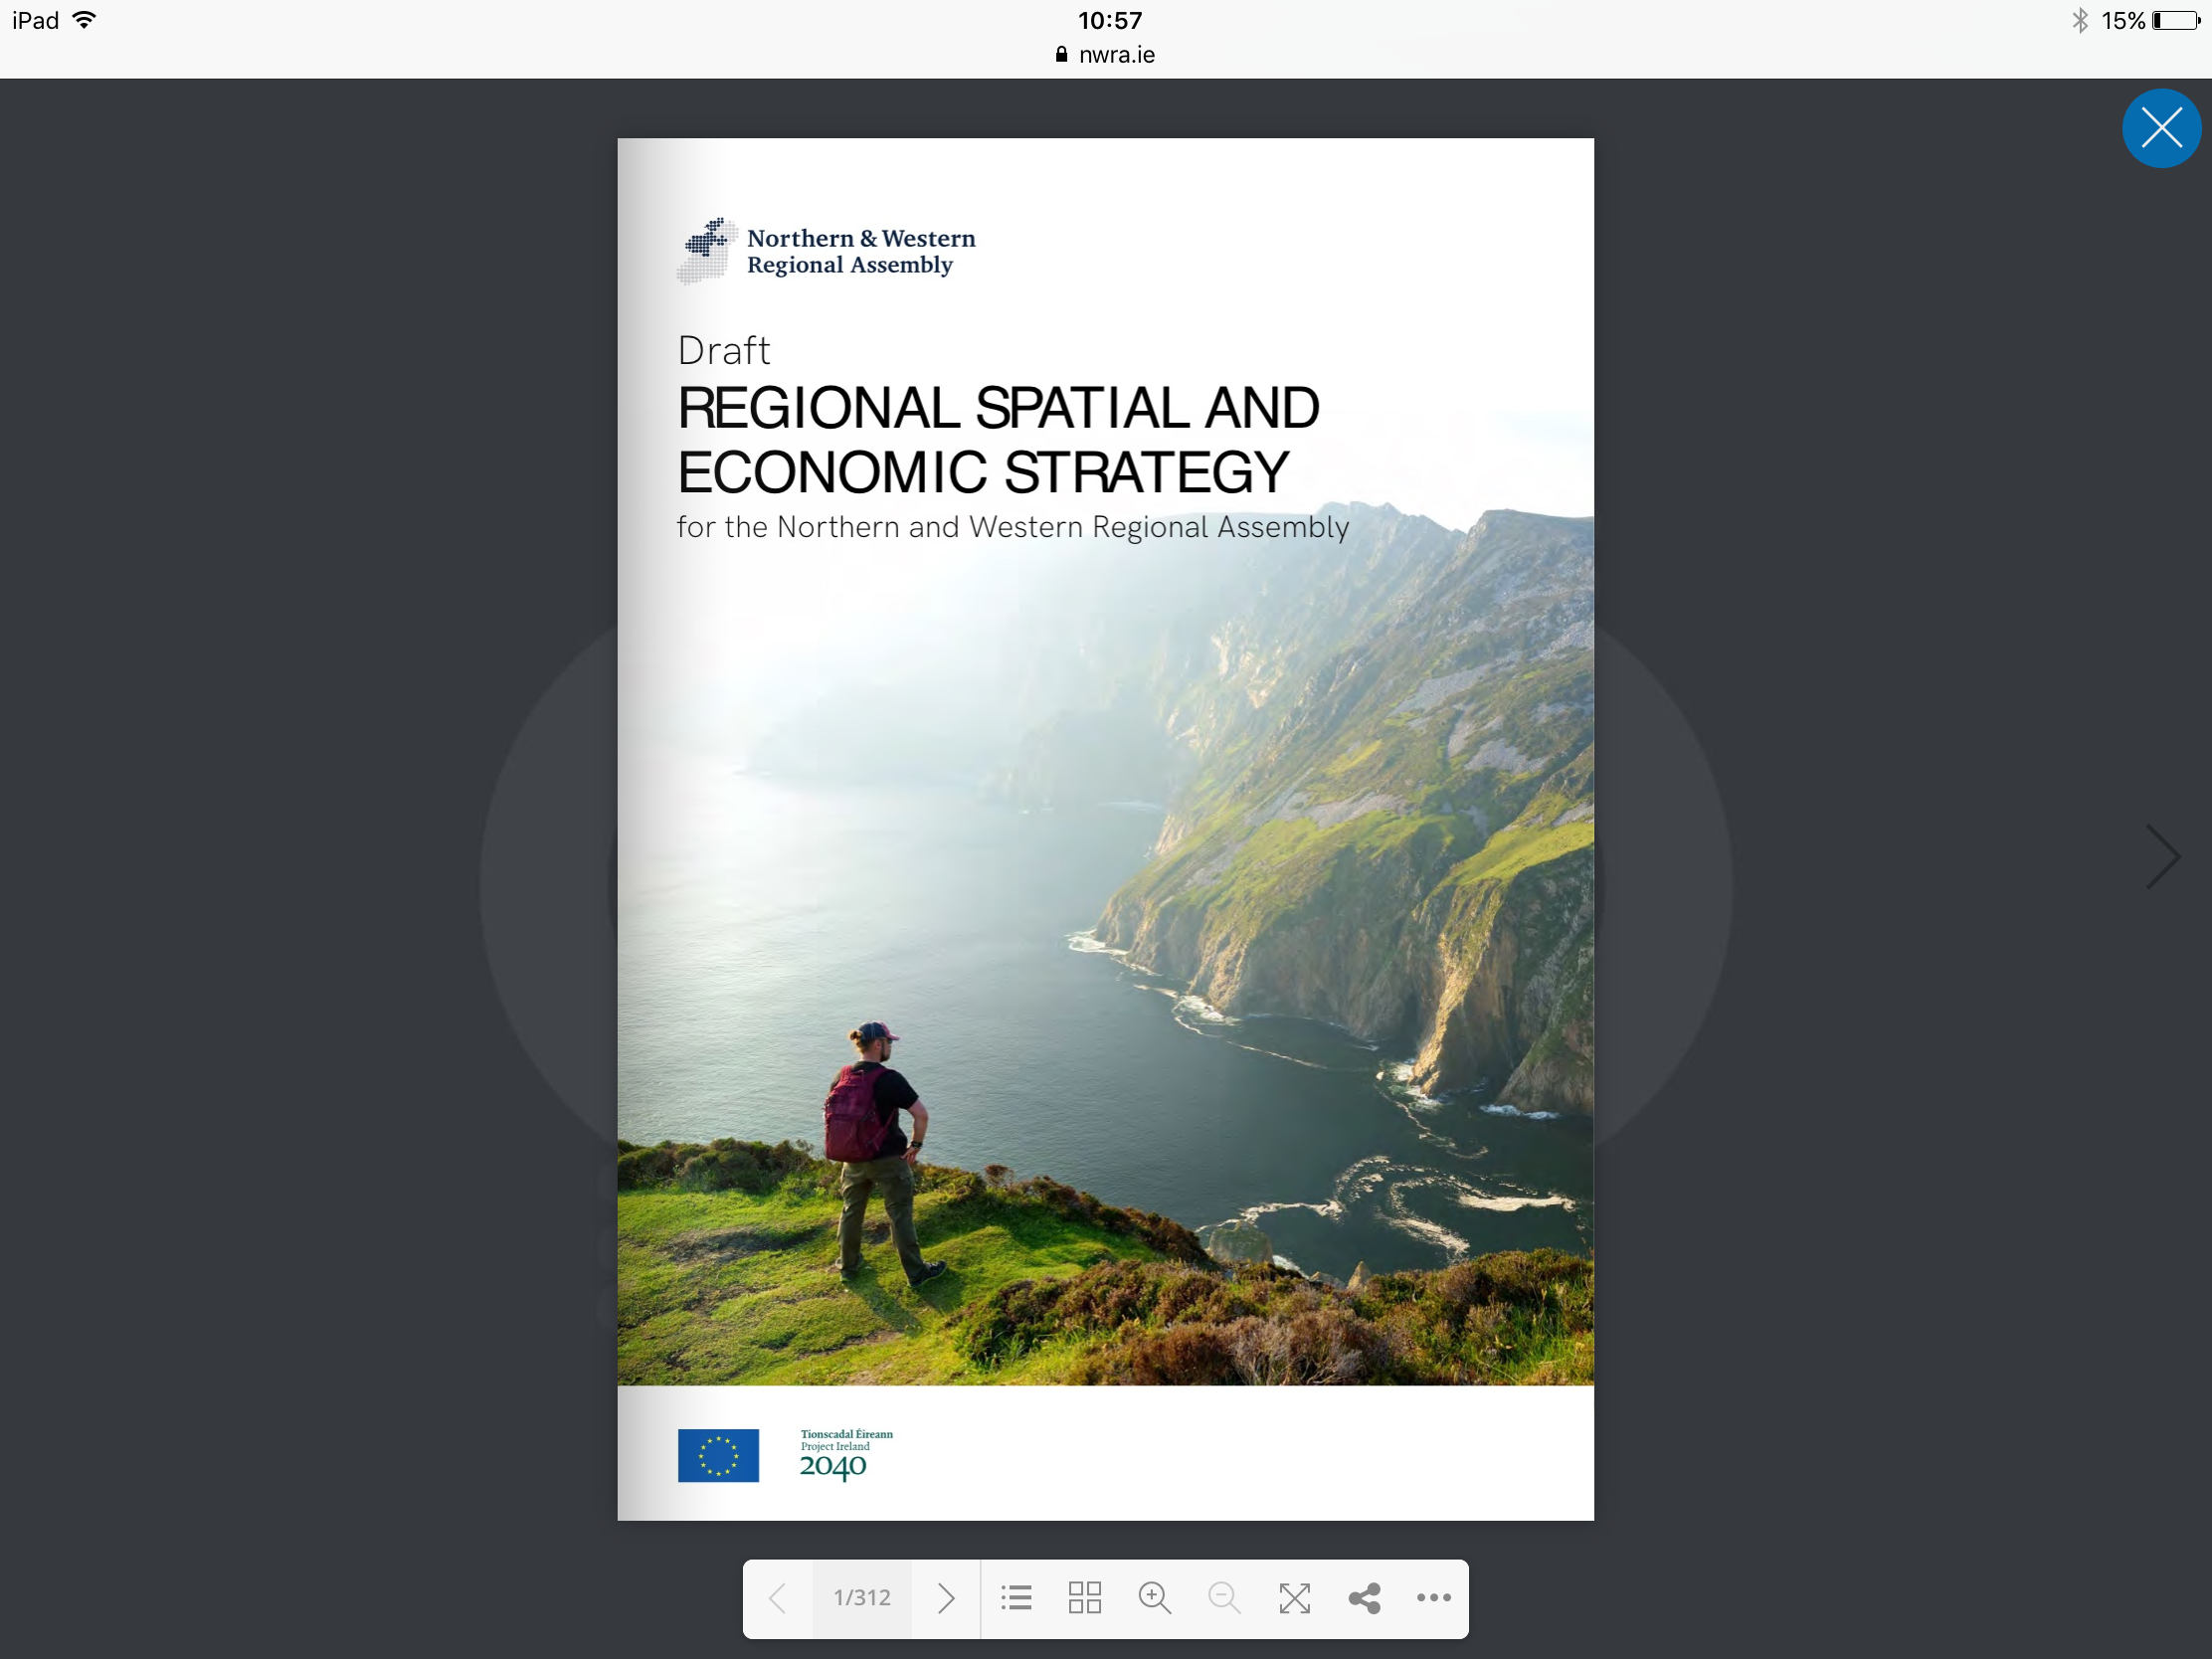 iPad
10:57
15%
nwra.ie
Northern & Western
Regional Assembly
Draft
REGIONAL SPATIAL AND
ECONOMIC STRATEGY
for the Northern and Western Regional Assembly
Tionscadal Éireann
Project Ireland
2040
1/312